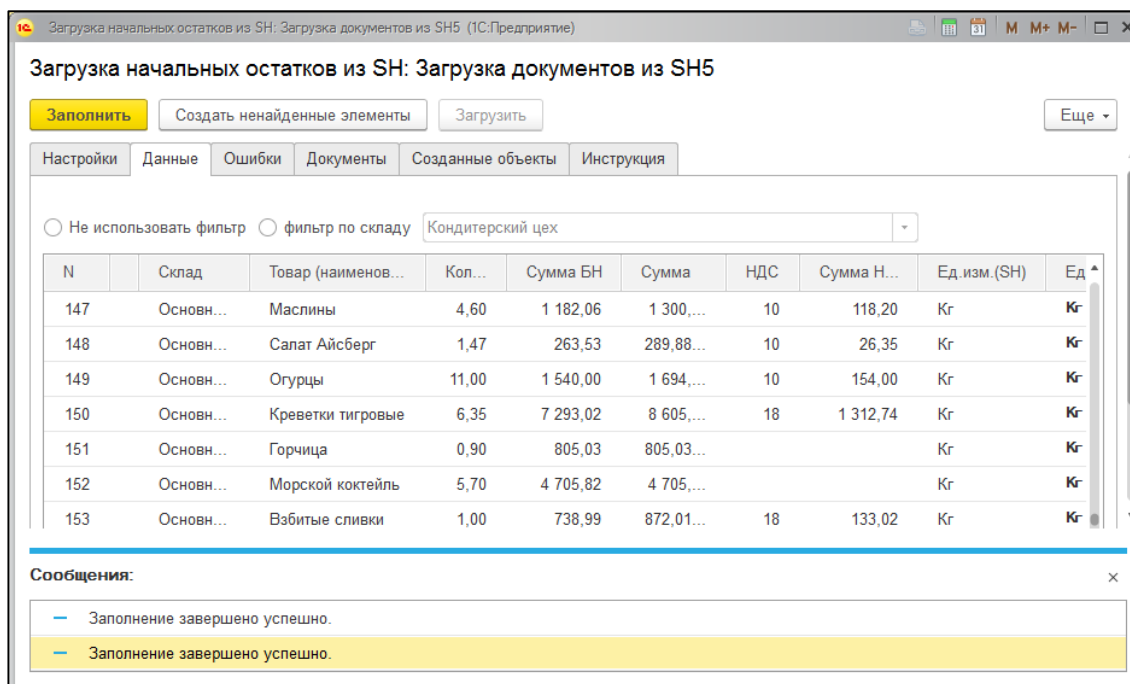 1С Загрузка начальных остатков из SH: Загрузка документов из SH5 (1С:Предприятие) 31 M M+ M-
Загрузка начальных остатков из SH: Загрузка документов из SH5
Заполнить Создать ненайденные элементы Загрузить Еще
Настройки Данные Ошибки Документы Созданные объекты Инструкция
Не использовать фильтр фильтр по складу Кондитерский цех
N Склад Товар (наименов... Кол... Сумма БН Сумма НДС Сумма Н... Ед.изм.(SH) Ед
147 Основн... Маслины 4,60 1 182,06 1 300,... 10 118,20 Кг Кг
148 Основн... Салат Айсберг 1,47 263,53 289,88... 10 26,35 Кг Кг
149 Основн... Огурцы 11,00 1 540,00 1 694,... 10 154,00 Кг Кг
150 Основн... Креветки тигровые 6,35 7 293,02 8 605,... 18 1 312,74 Кг Кг
151 Основн... Горчица 0,90 805,03 805,03... Кг Кг
152 Основн... Морской коктейль 5,70 4 705,82 4 705,... Кг Кг
153 Основн... Взбитые сливки 1,00 738,99 872,01... 18 133,02 Кг Кг
Сообщения:
Заполнение завершено успешно.
Заполнение завершено успешно.